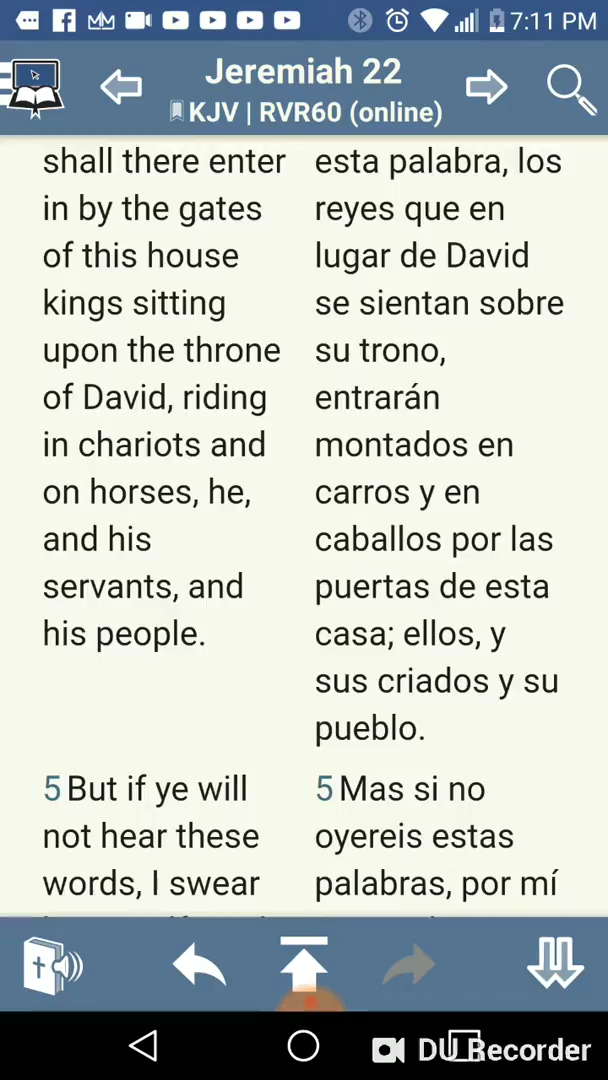 7:11 PM
Jeremiah 22
KJV | RVR60 (online)
shall there enter
in by the gates
of this house
kings sitting
upon the throne
of David, riding
in chariots and
on horses, he,
and his
servants, and
his people.
5 But if ye will
not hear these
words, I swear
esta palabra, los
reyes que en
lugar de David
se sientan sobre
su trono,
entrarán
montados en
carros y en
caballos por las
puertas de esta
casa; ellos, y
sus criados y su
pueblo.
5 Mas si no
oyereis estas
palabras, por mí
DU Recorder